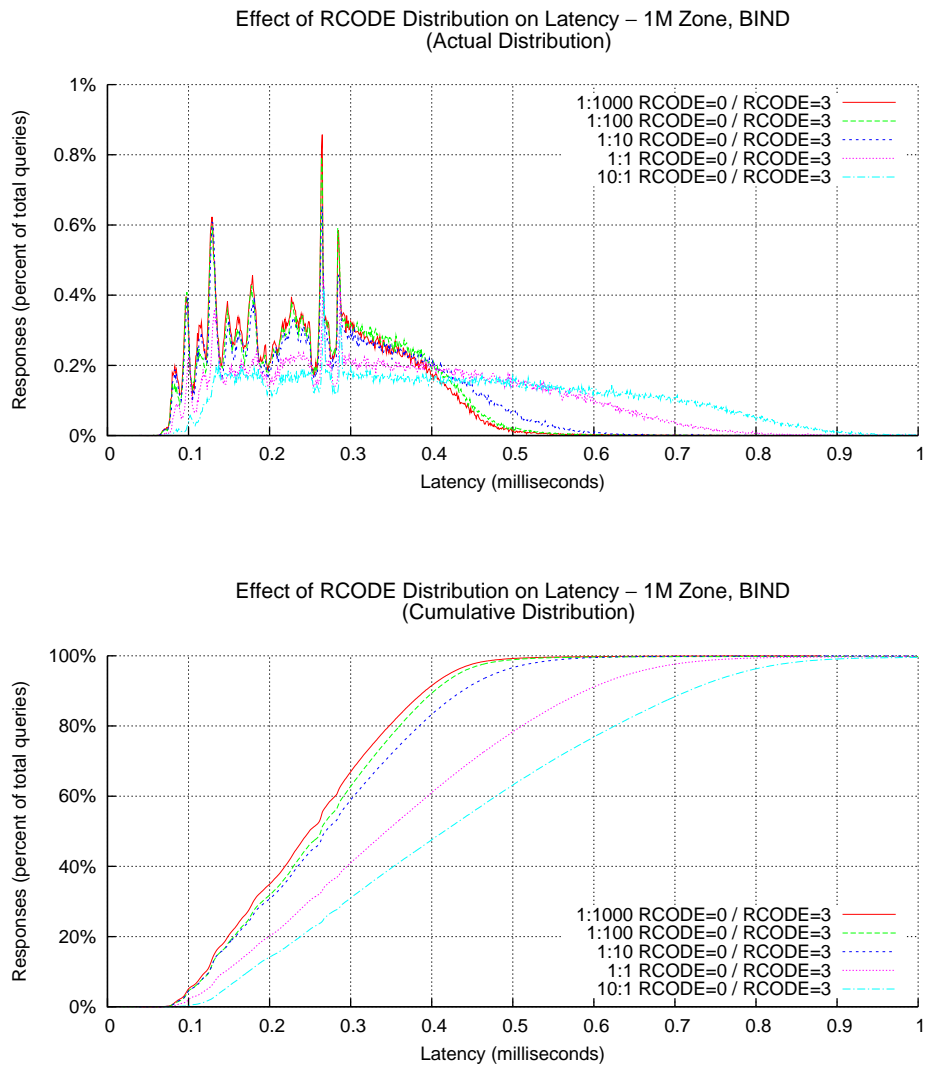 Effect of RCODE Distribution on Latency – 1M Zone, BIND
(Actual Distribution)
1%
0.8%
0.6%
0.4%
0.2%
0%
Responses (percent of total queries)
1:1000 RCODE=0 / RCODE=3
1:100 RCODE=0 / RCODE=3
1:10 RCODE=0 / RCODE=3
1:1 RCODE=0 / RCODE=3
10:1 RCODE=0 / RCODE=3
0 0.1 0.2 0.3 0.4 0.5 0.6 0.7 0.8 0.9 1
Latency (milliseconds)
Effect of RCODE Distribution on Latency – 1M Zone, BIND
(Cumulative Distribution)
100%
80%
60%
40%
20%
0%
Responses (percent of total queries)
1:1000 RCODE=0 / RCODE=3
1:100 RCODE=0 / RCODE=3
1:10 RCODE=0 / RCODE=3
1:1 RCODE=0 / RCODE=3
10:1 RCODE=0 / RCODE=3
0 0.1 0.2 0.3 0.4 0.5 0.6 0.7 0.8 0.9 1
Latency (milliseconds)